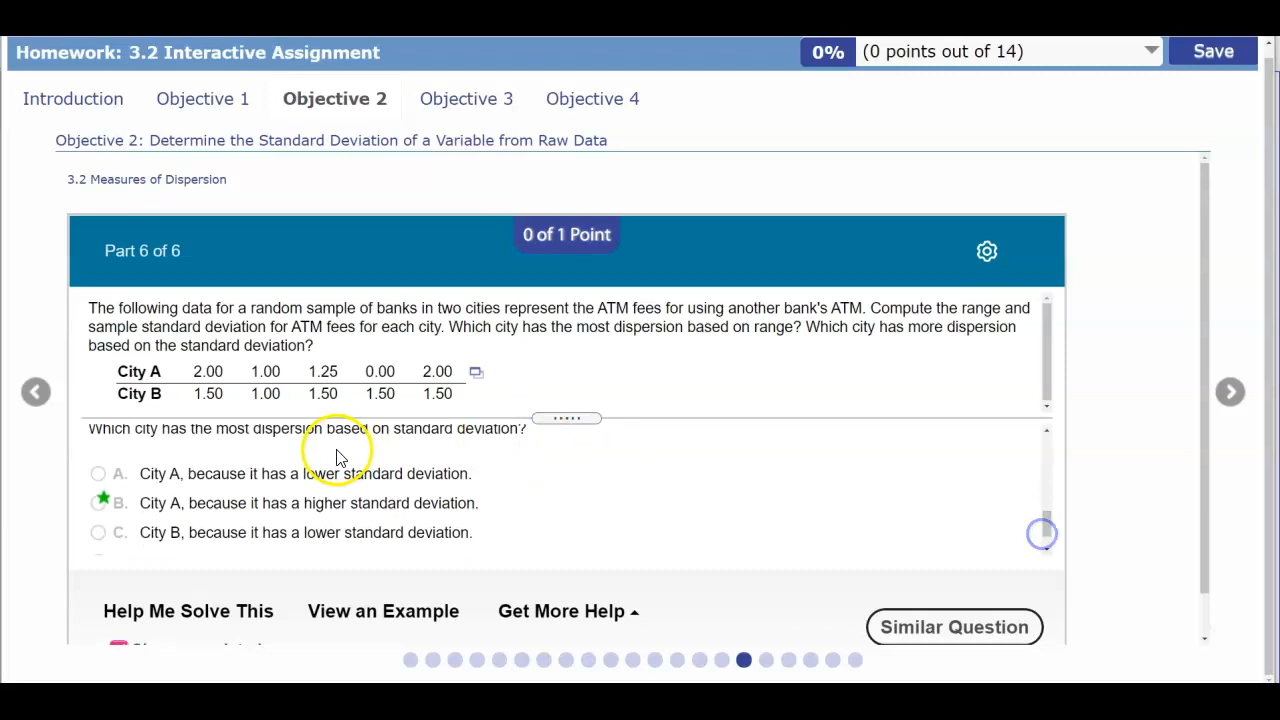 Homework: 3.2 Interactive Assignment
0%
(0 points out of 14)
Save
Introduction
Objective 1
Objective 2
Objective 3
Objective 4
Objective 2: Determine the Standard Deviation of a Variable from Raw Data
3.2 Measures of Dispersion
Part 6 of 6
0 of 1 Point
The following data for a random sample of banks in two cities represent the ATM fees for using another bank's ATM. Compute the range and
sample standard deviation for ATM fees for each city. Which city has the most dispersion based on range? Which city has more dispersion
based on the standard deviation?
City A 2.00 1.00 1.25 0.00 2.00
City B 1.50 1.00 1.50 1.50 1.50
Which city has the most dispersion based on standard deviation?
A. City A, because it has a lower standard deviation.
B. City A, because it has a higher standard deviation.
C. City B, because it has a lower standard deviation.
Help Me Solve This
View an Example
Get More Help
Similar Question